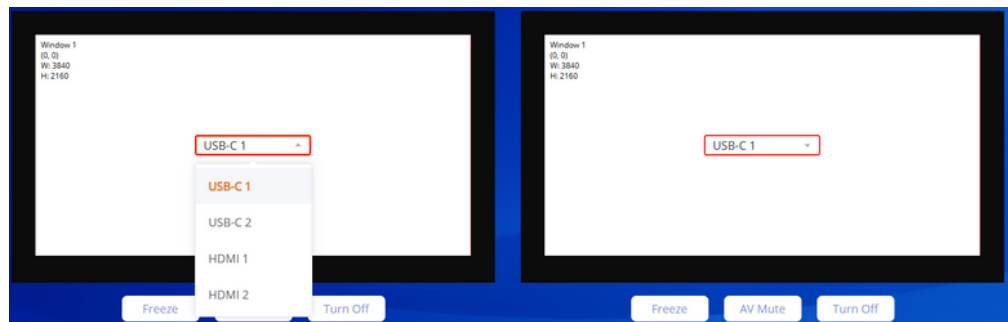 Window 1
(0, 0)
W: 3840
H: 2160
USB-C 1
USB-C 1
USB-C 2
HDMI 1
HDMI 2
Freeze
Turn Off
Window 1
(0, 0)
W: 3840
H: 2160
USB-C 1
Freeze
AV Mute
Turn Off